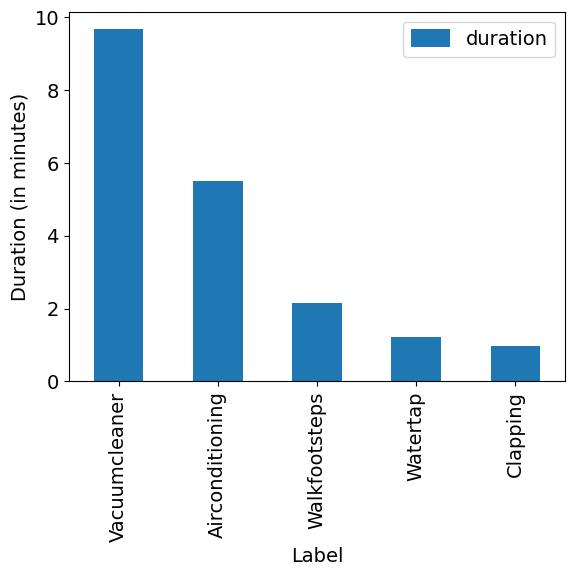 10
8
6
4
2
0
Duration (in minutes)
duration
Vacuumcleaner
Airconditioning
Walkfootsteps
Watertap
Clapping
Label